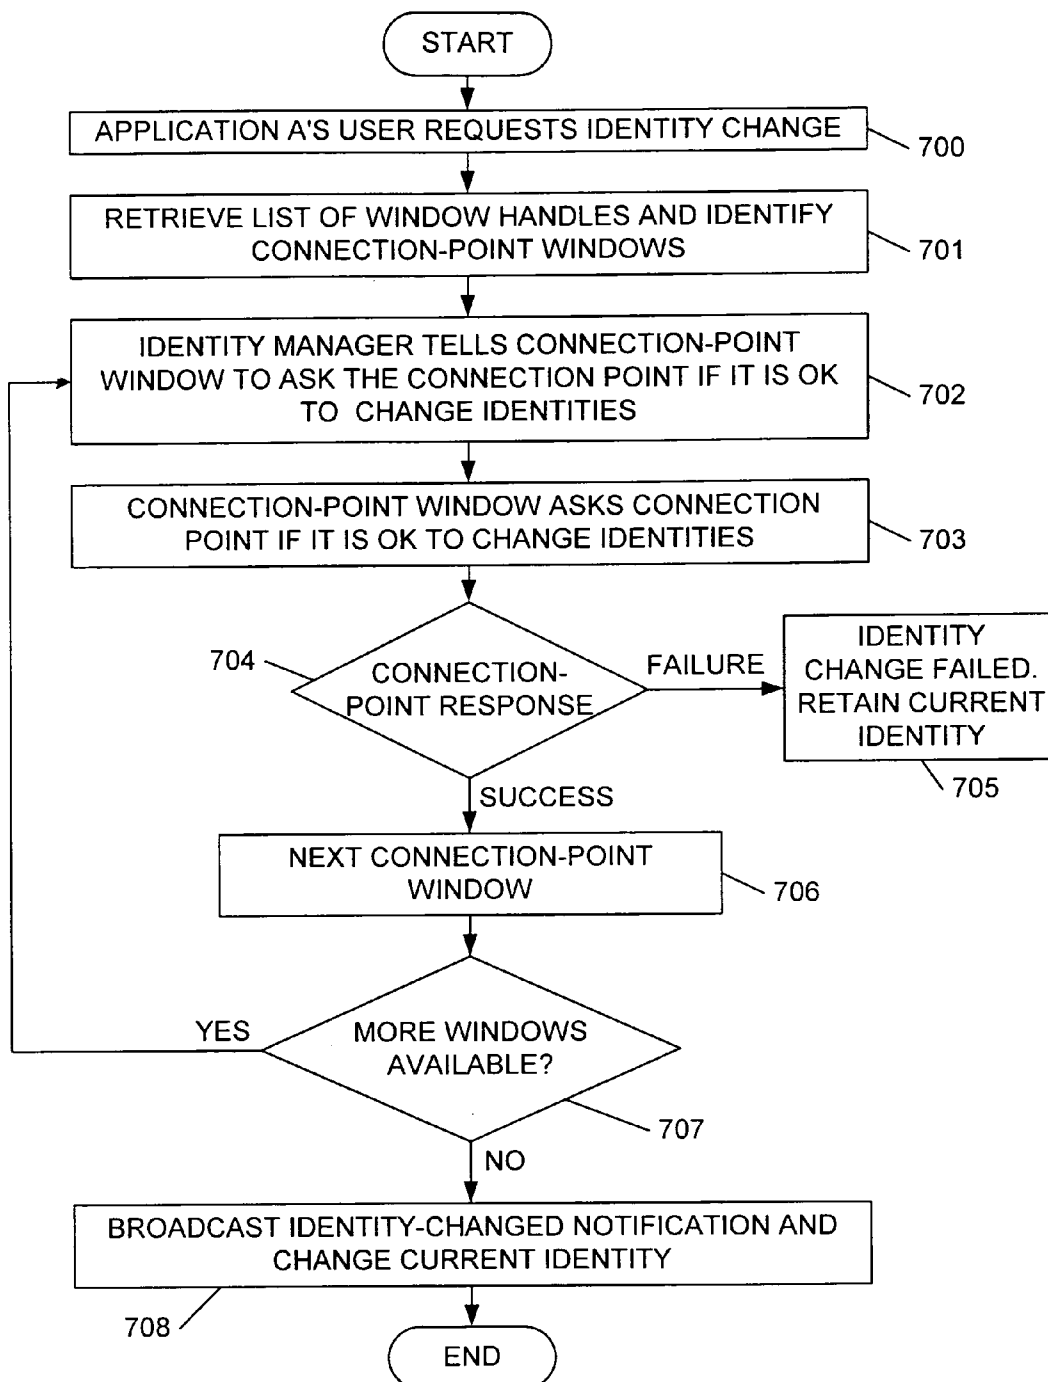 START
APPLICATION A'S USER REQUESTS IDENTITY CHANGE
700
RETRIEVE LIST OF WINDOW HANDLES AND IDENTIFY
CONNECTION-POINT WINDOWS
701
IDENTITY MANAGER TELLS CONNECTION-POINT
WINDOW TO ASK THE CONNECTION POINT IF IT IS OK
TO CHANGE IDENTITIES
702
CONNECTION-POINT WINDOW ASKS CONNECTION
POINT IF IT IS OK TO CHANGE IDENTITIES
703
704
CONNECTION-
POINT RESPONSE
FAILURE
IDENTITY
CHANGE FAILED.
RETAIN CURRENT
IDENTITY
705
SUCCESS
NEXT CONNECTION-POINT
WINDOW
706
YES
MORE WINDOWS
AVAILABLE?
707
NO
BROADCAST IDENTITY-CHANGED NOTIFICATION AND
CHANGE CURRENT IDENTITY
708
END